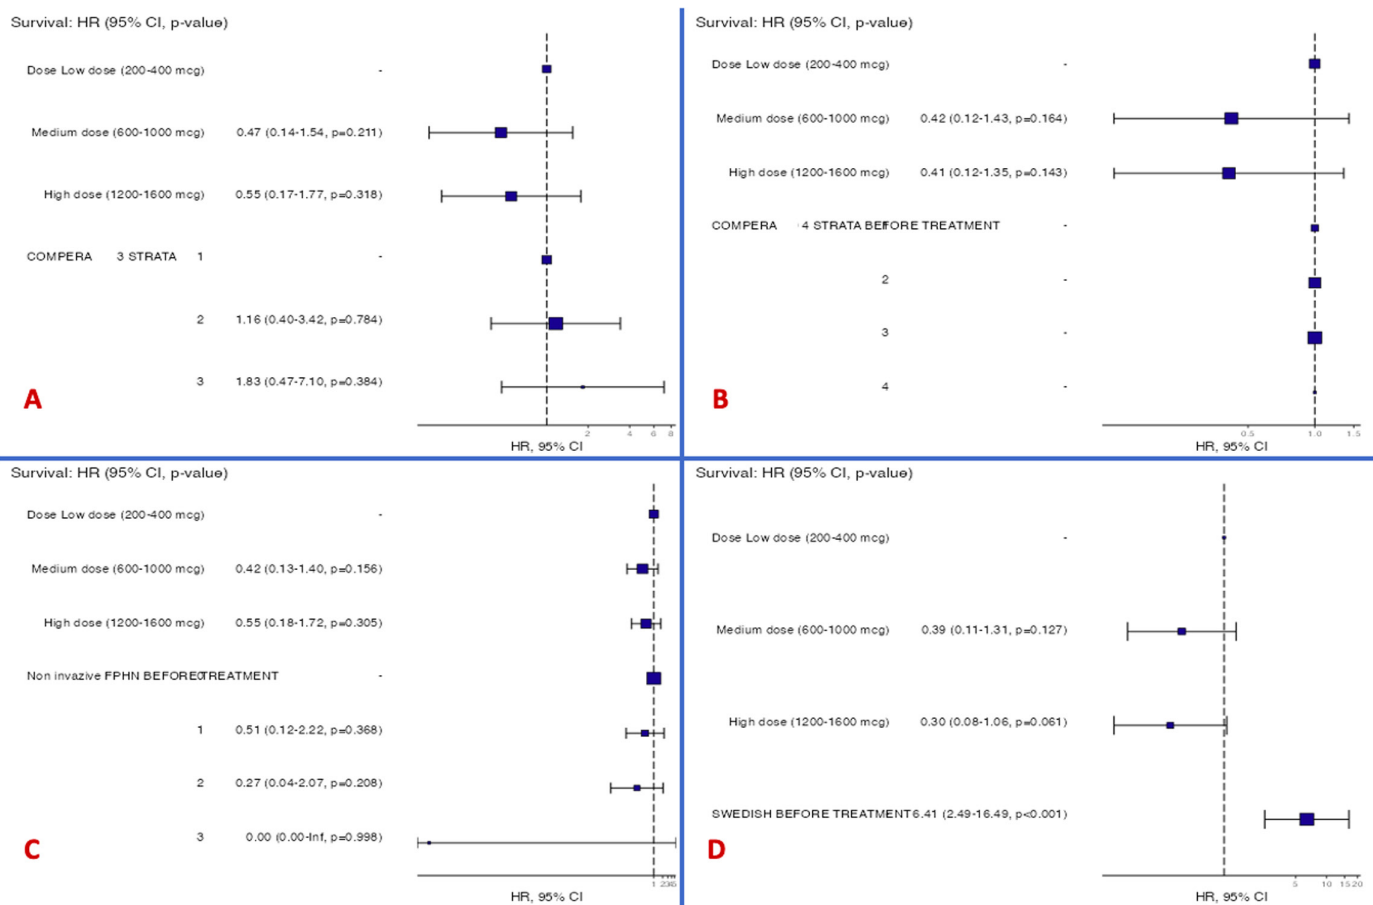 Survival: HR (95% CI, p-value)
Dose Low dose (200-400 mcg) -
Medium dose (600-1000 mcg) 0.47 (0.14-1.54, p=0.211)
High dose (1200-1600 mcg) 0.55 (0.17-1.77, p=0.318)
COMPERA 3 STRATA 1 -
2 1.16 (0.40-3.42, p=0.784)
3 1.83 (0.47-7.10, p=0.384)
A
2 4 6 8
HR, 95% CI
Survival: HR (95% CI, p-value)
Dose Low dose (200-400 mcg) -
Medium dose (600-1000 mcg) 0.42 (0.12-1.43, p=0.164)
High dose (1200-1600 mcg) 0.41 (0.12-1.35, p=0.143)
COMPERA 4 STRATA BEFORE TREATMENT -
2 -
3 -
4 -
B
0.5 1.0 1.5
HR, 95% CI
Survival: HR (95% CI, p-value)
Dose Low dose (200-400 mcg) -
Medium dose (600-1000 mcg) 0.42 (0.13-1.40, p=0.156)
High dose (1200-1600 mcg) 0.55 (0.18-1.72, p=0.305)
Non invazive FPHN BEFORE TREATMENT -
1 0.51 (0.12-2.22, p=0.368)
2 0.27 (0.04-2.07, p=0.208)
3 0.00 (0.00-Inf, p=0.998)
C
1 2 3
HR, 95% CI
Survival: HR (95% CI, p-value)
Dose Low dose (200-400 mcg) -
Medium dose (600-1000 mcg) 0.39 (0.11-1.31, p=0.127)
High dose (1200-1600 mcg) 0.30 (0.08-1.06, p=0.061)
SWEDISH BEFORE TREATMENT 6.41 (2.49-16.49, p<0.001)
D
5 10 15 20
HR, 95% CI